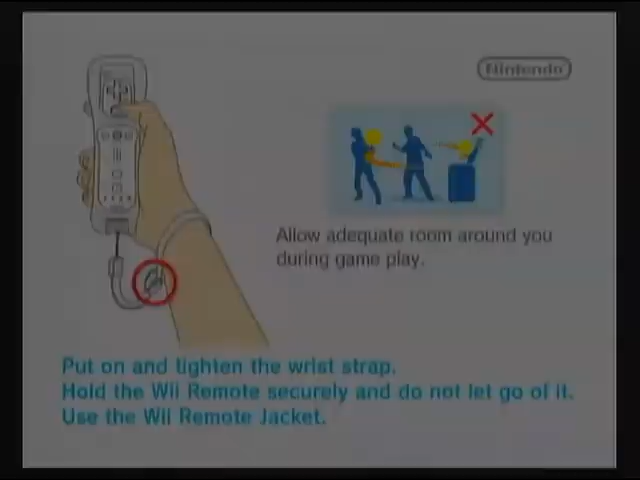 Nintendo
Allow adequate room around you
during game play.
Put on and tighten the wrist strap.
Hold the Wii Remote securely and do not let go of it.
Use the Wii Remote Jacket.